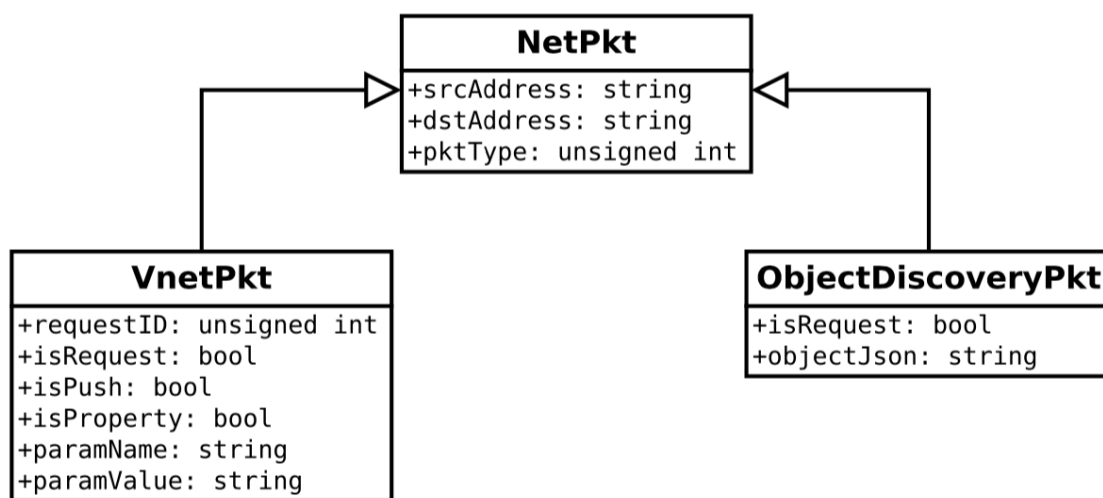 NetPkt
+srcAddress: string
+dstAddress: string
+pktType: unsigned int
VnetPkt
+requestID: unsigned int
+isRequest: bool
+isPush: bool
+isProperty: bool
+paramName: string
+paramValue: string
ObjectDiscoveryPkt
+isRequest: bool
+objectJson: string